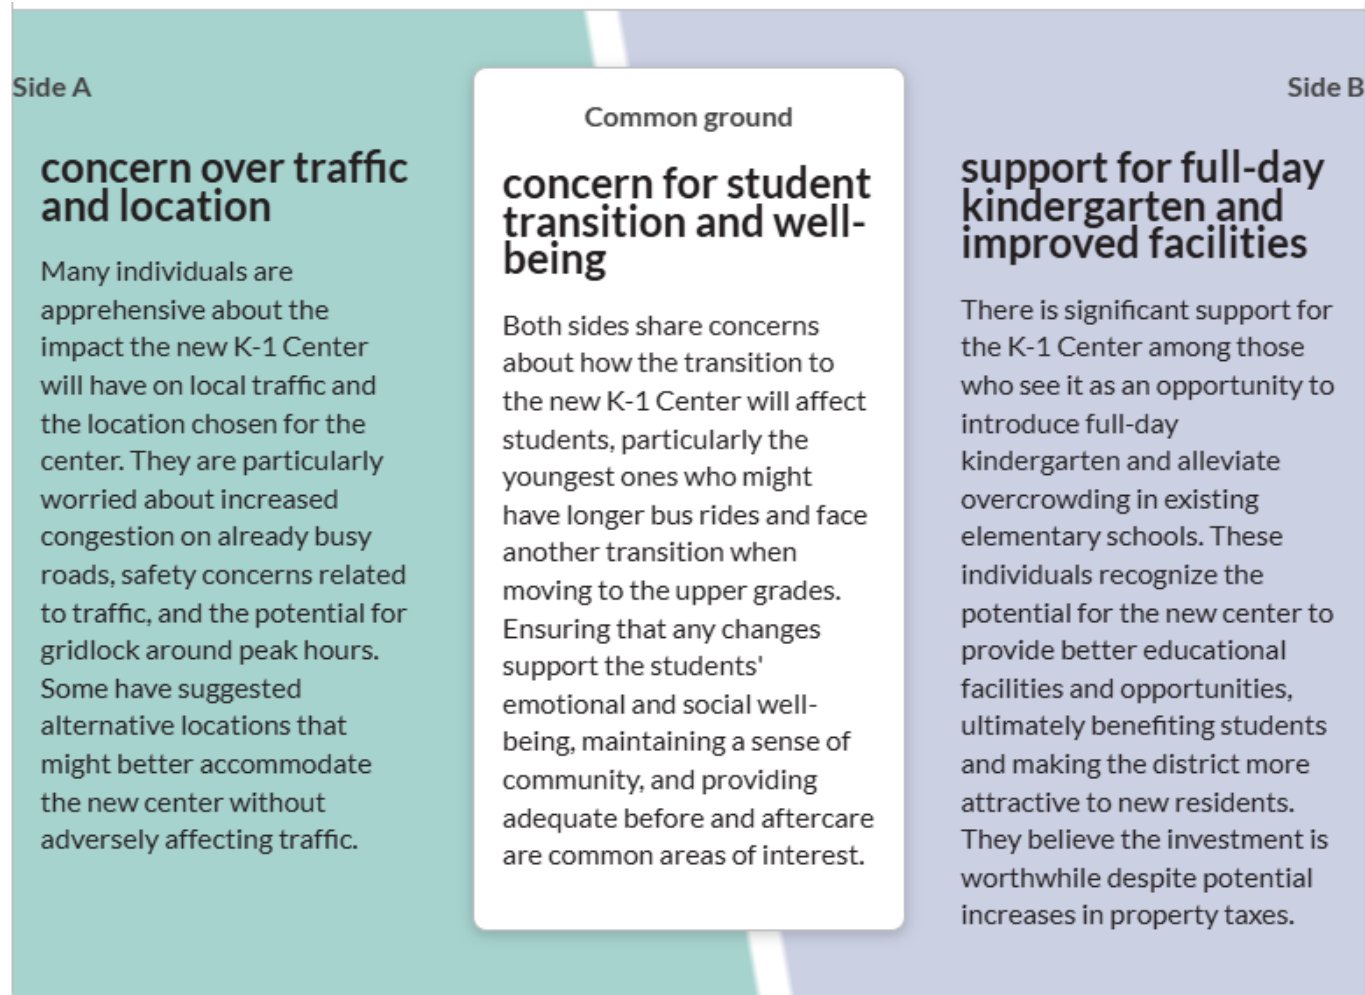 Side A
concern over traffic
and location
Many individuals are
apprehensive about the
impact the new K-1 Center
will have on local traffic and
the location chosen for the
center. They are particularly
worried about increased
congestion on already busy
roads, safety concerns related
to traffic, and the potential for
gridlock around peak hours.
Some have suggested
alternative locations that
might better accommodate
the new center without
adversely affecting traffic.
Common ground
concern for student
transition and well-
being
Both sides share concerns
about how the transition to
the new K-1 Center will affect
students, particularly the
youngest ones who might
have longer bus rides and face
another transition when
moving to the upper grades.
Ensuring that any changes
support the students'
emotional and social well-
being, maintaining a sense of
community, and providing
adequate before and aftercare
are common areas of interest.
Side B
support for full-day
kindergarten and
improved facilities
There is significant support for
the K-1 Center among those
who see it as an opportunity to
introduce full-day
kindergarten and alleviate
overcrowding in existing
elementary schools. These
individuals recognize the
potential for the new center to
provide better educational
facilities and opportunities,
ultimately benefiting students
and making the district more
attractive to new residents.
They believe the investment is
worthwhile despite potential
increases in property taxes.